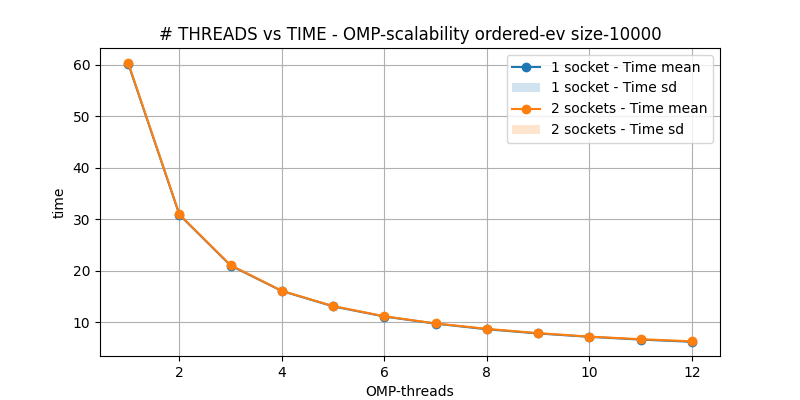 # THREADS vs TIME - OMP-scalability ordered-ev size-10000
1 socket - Time mean
1 socket - Time sd
2 sockets - Time mean
2 sockets - Time sd
60
50
40
30
20
10
time
2 4 6 8 10 12
OMP-threads